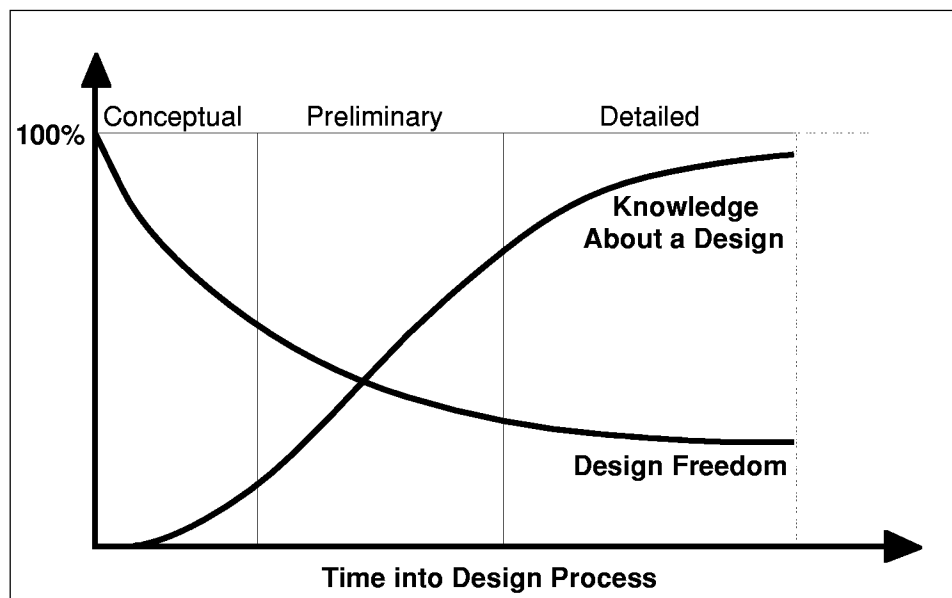 Conceptual
Preliminary
Detailed
100%
Knowledge
About a Design
Design Freedom
Time into Design Process